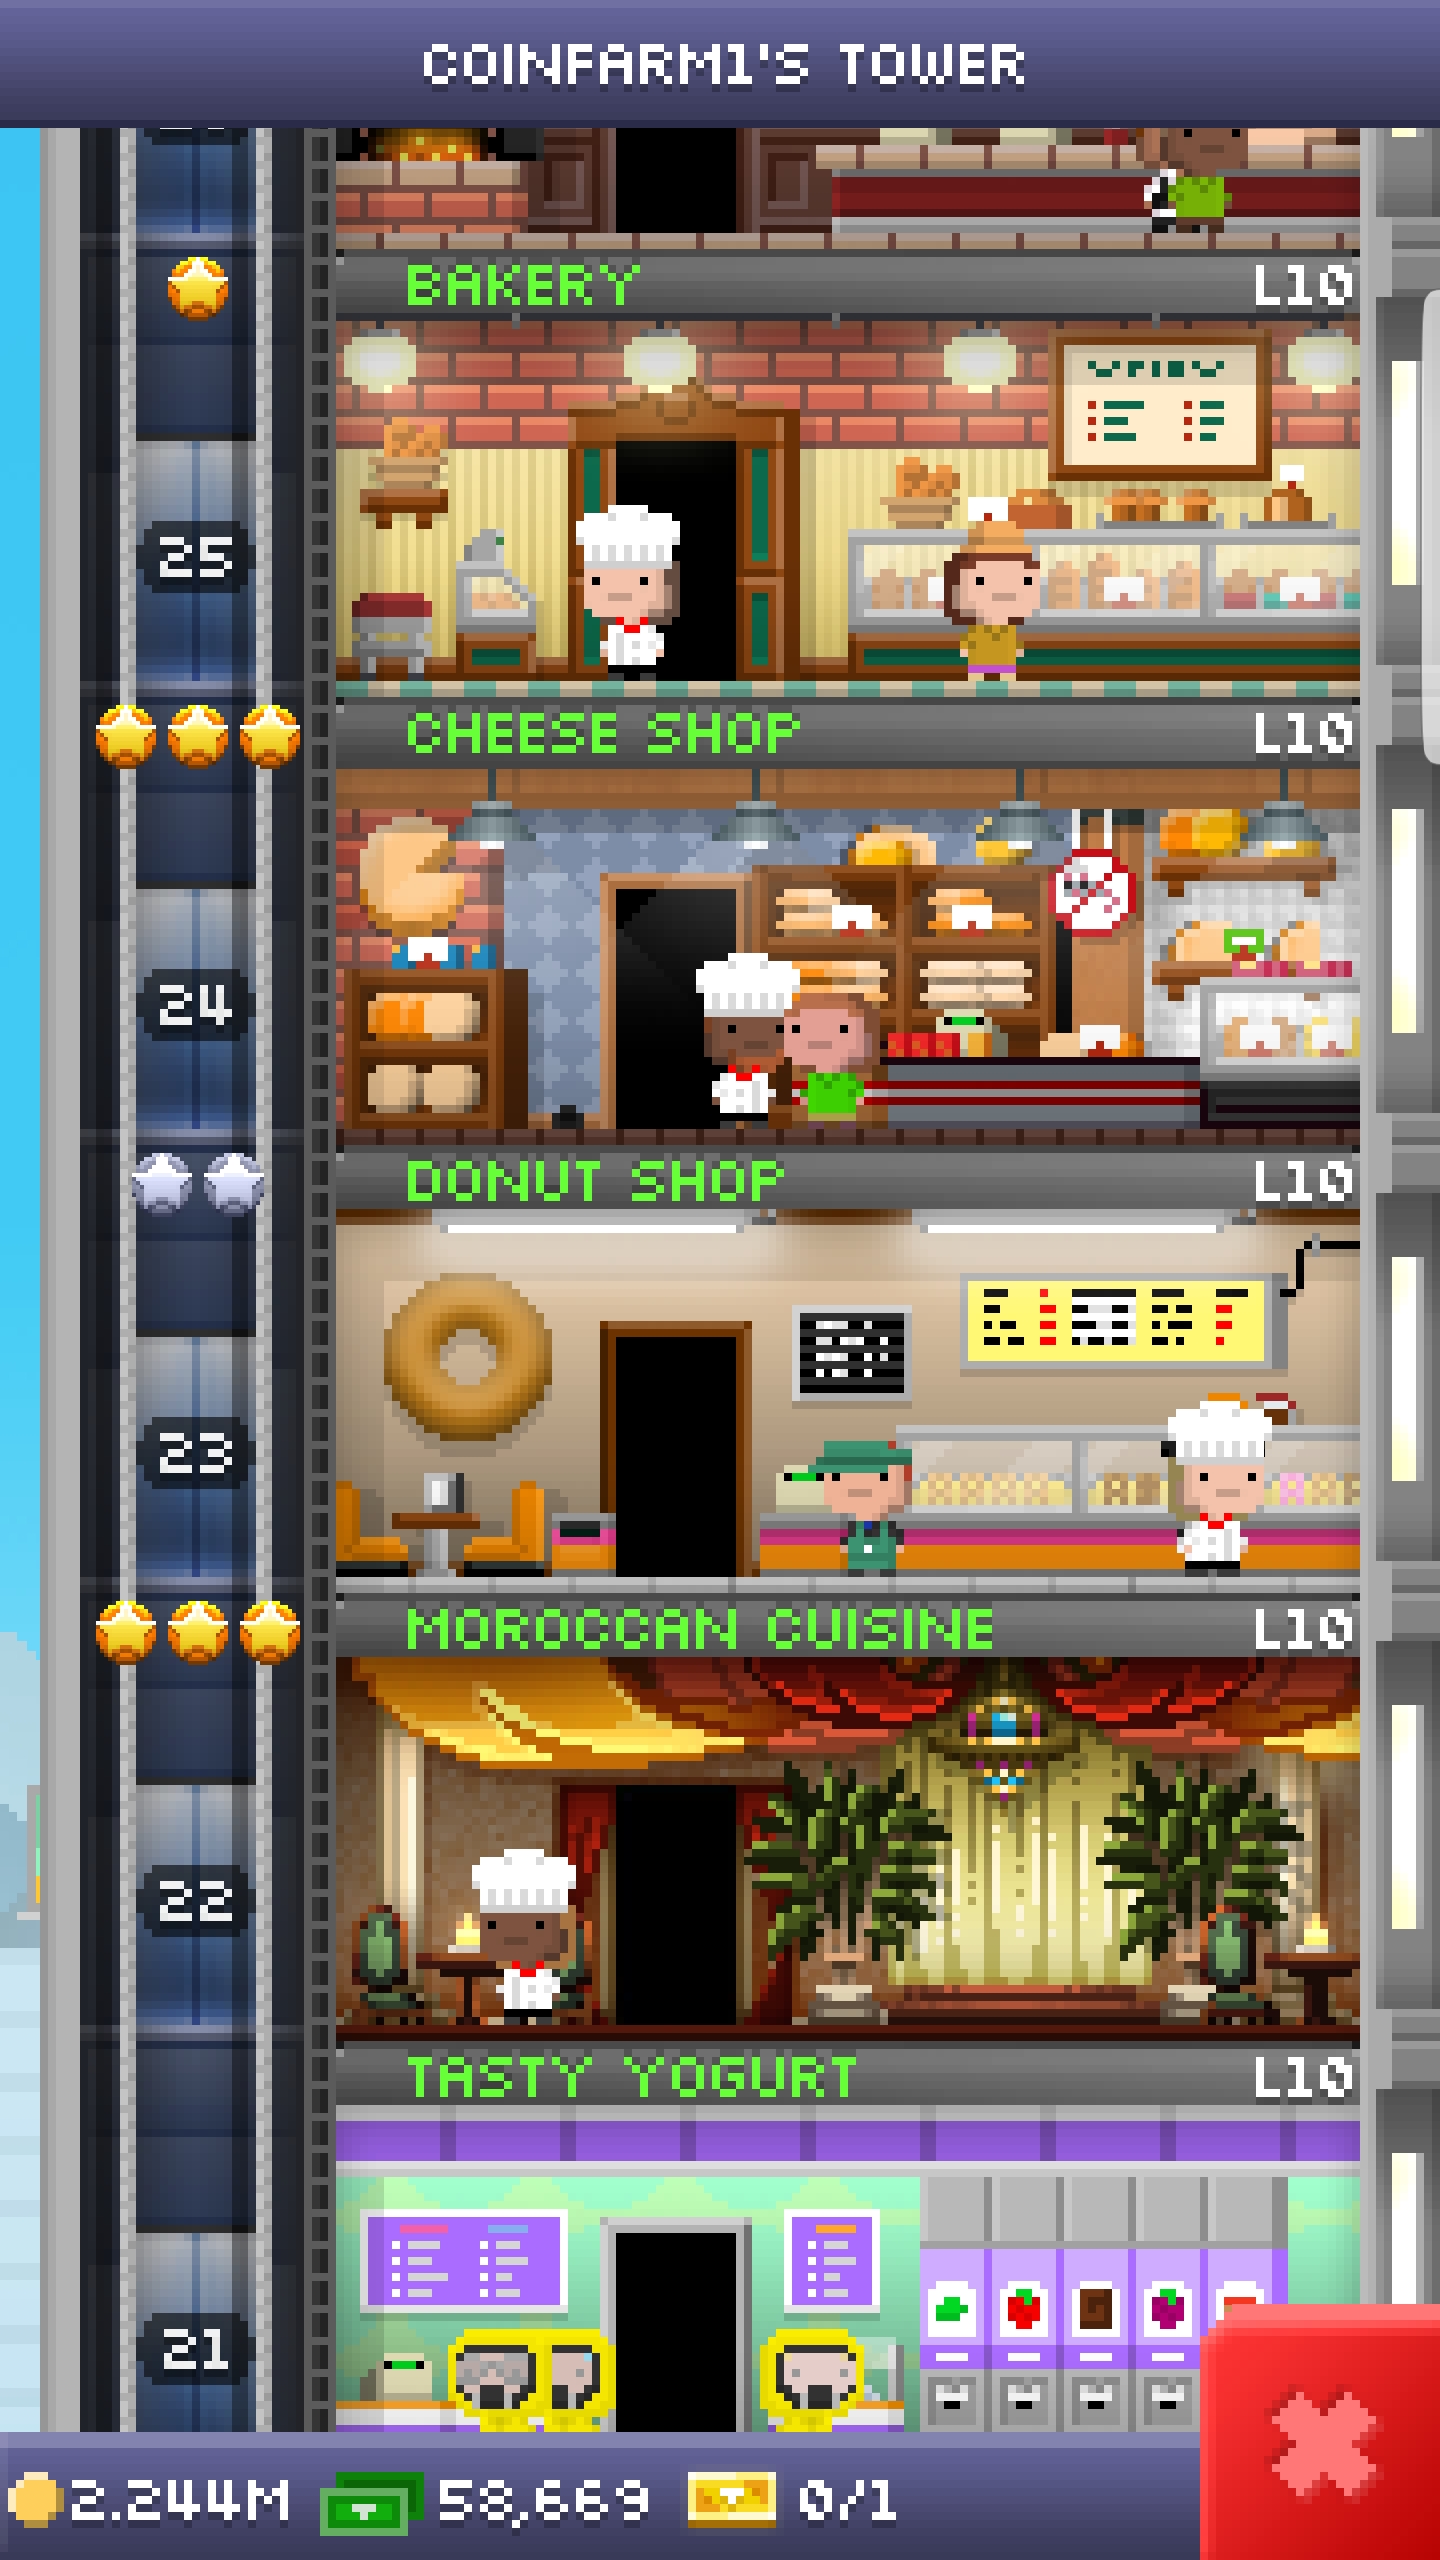 COINFARM1'S TOWER
BAKERY L10
25
CHEESE SHOP L10
24
DONUT SHOP L10
23
MOROCCAN CUISINE L10
22
TASTY YOGURT L10
21
2.244M 58,669 0/1